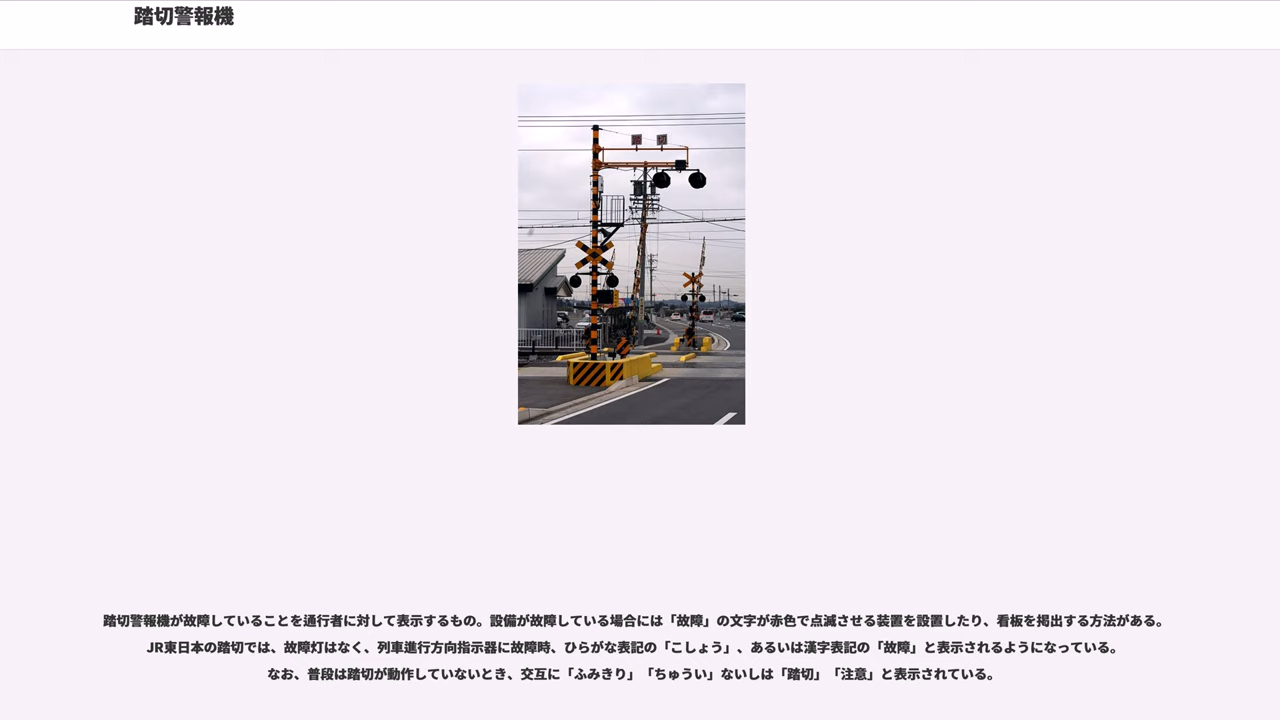 踏切警報機
踏 切
踏切警報機が故障していることを通行者に対して表示するもの。設備が故障している場合には「故障」の文字が赤色で点滅させる装置を設置したり、看板を掲出する方法がある。
JR東日本の踏切では、故障灯はなく、列車進行方向指示器に故障時、ひらがな表記の「こしょう」、あるいは漢字表記の「故障」と表示されるようになっている。
なお、普段は踏切が動作していないとき、交互に「ふみきり」「ちゅうい」ないしは「踏切」「注意」と表示されている。